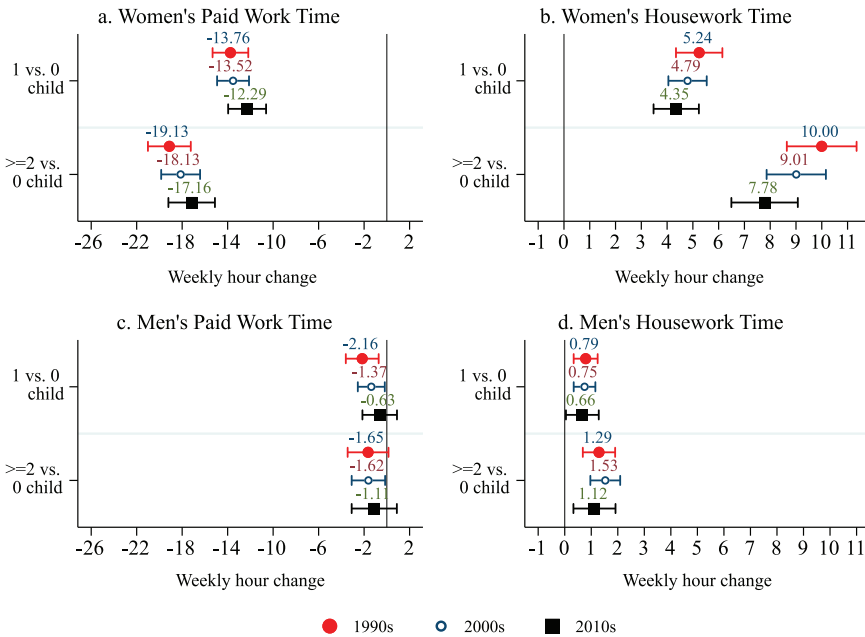 a. Women's Paid Work Time
-13.76
1 vs. 0
child
-13.52
-12.29
-19.13
>=2 vs.
0 child
-18.13
-17.16
-26 -22 -18 -14 -10 -6 -2 2
Weekly hour change
b. Women's Housework Time
5.24
1 vs. 0
child
4.79
4.35
10.00
>=2 vs.
0 child
9.01
7.78
-1 0 1 2 3 4 5 6 7 8 9 10 11
Weekly hour change
c. Men's Paid Work Time
-2.16
1 vs. 0
child
-1.37
-0.63
-1.65
>=2 vs.
0 child
-1.62
-1.11
-26 -22 -18 -14 -10 -6 -2 2
Weekly hour change
d. Men's Housework Time
0.79
1 vs. 0
child
0.75
0.66
1.29
>=2 vs.
0 child
1.53
1.12
-1 0 1 2 3 4 5 6 7 8 9 10 11
Weekly hour change
1990s 2000s 2010s